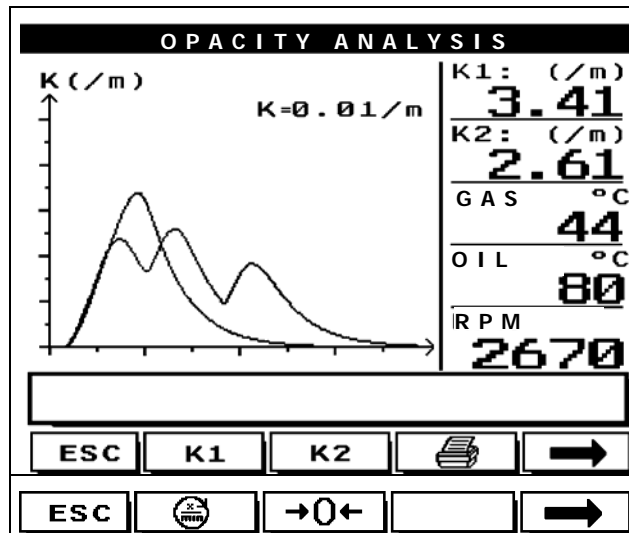 OPACITY ANALYSIS
K(/m)
K=0.01/m
K1: (/m)
3.41
K2: (/m)
2.61
GAS °C
44
OIL °C
80
RPM
2670
ESC K1 K2
ESC x/min →0←